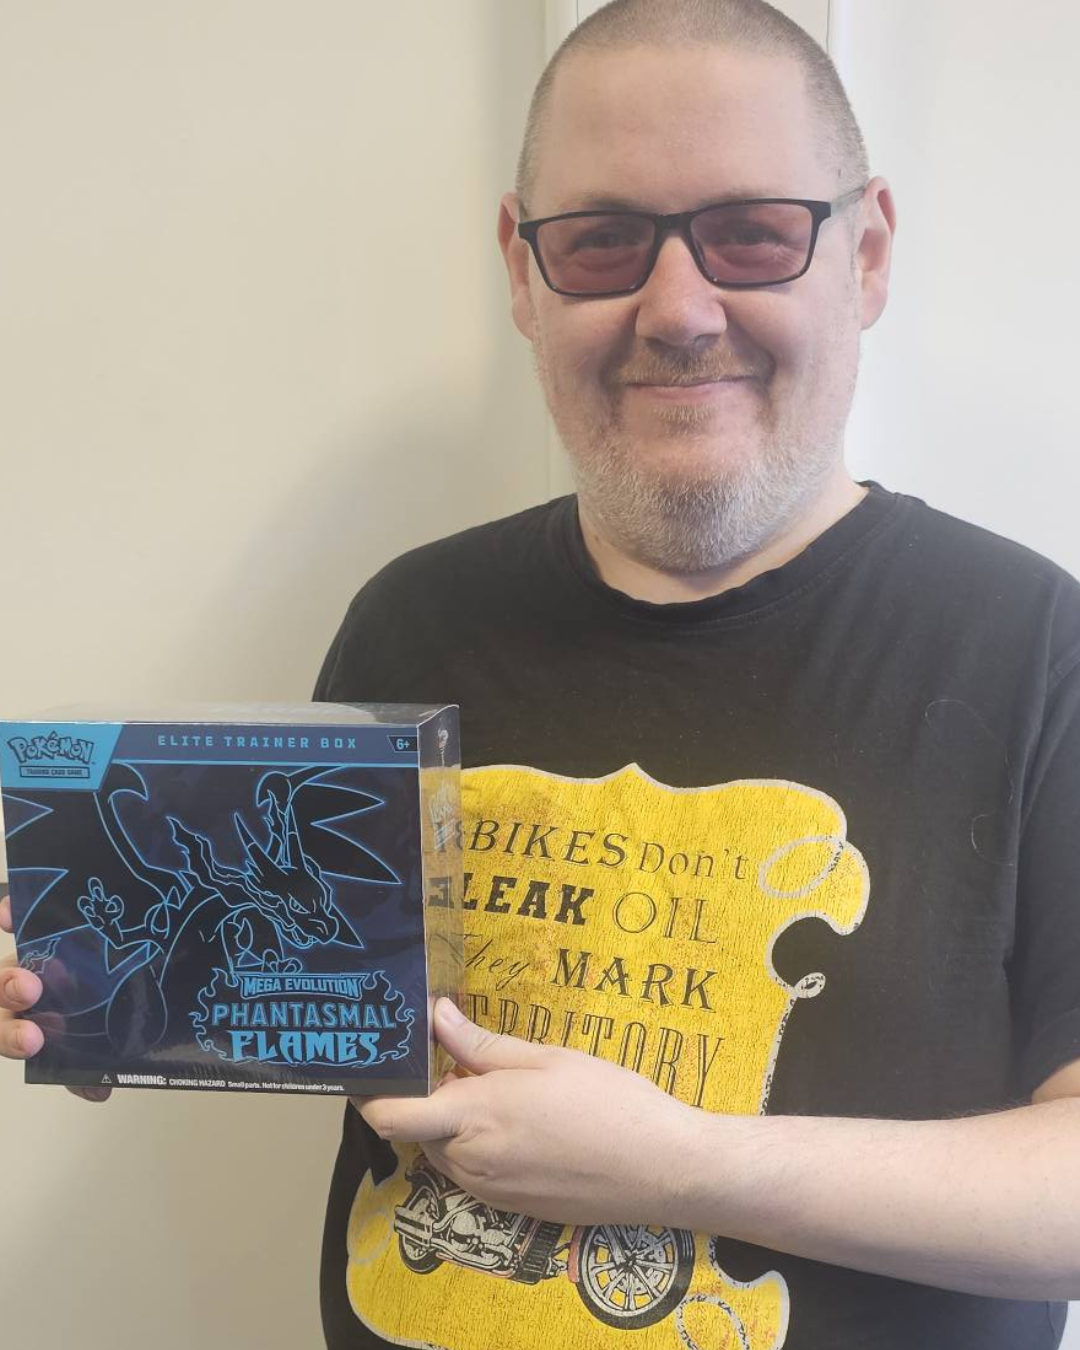 POKéMON
TRADING CARD GAME
ELITE TRAINER BOX
6+
MEGA EVOLUTION
PHANTASMAL
FLAMES
WARNING: CHOKING HAZARD Small parts. Not for children under 3 years.
BIKES Don't
LEAK OIL
They MARK